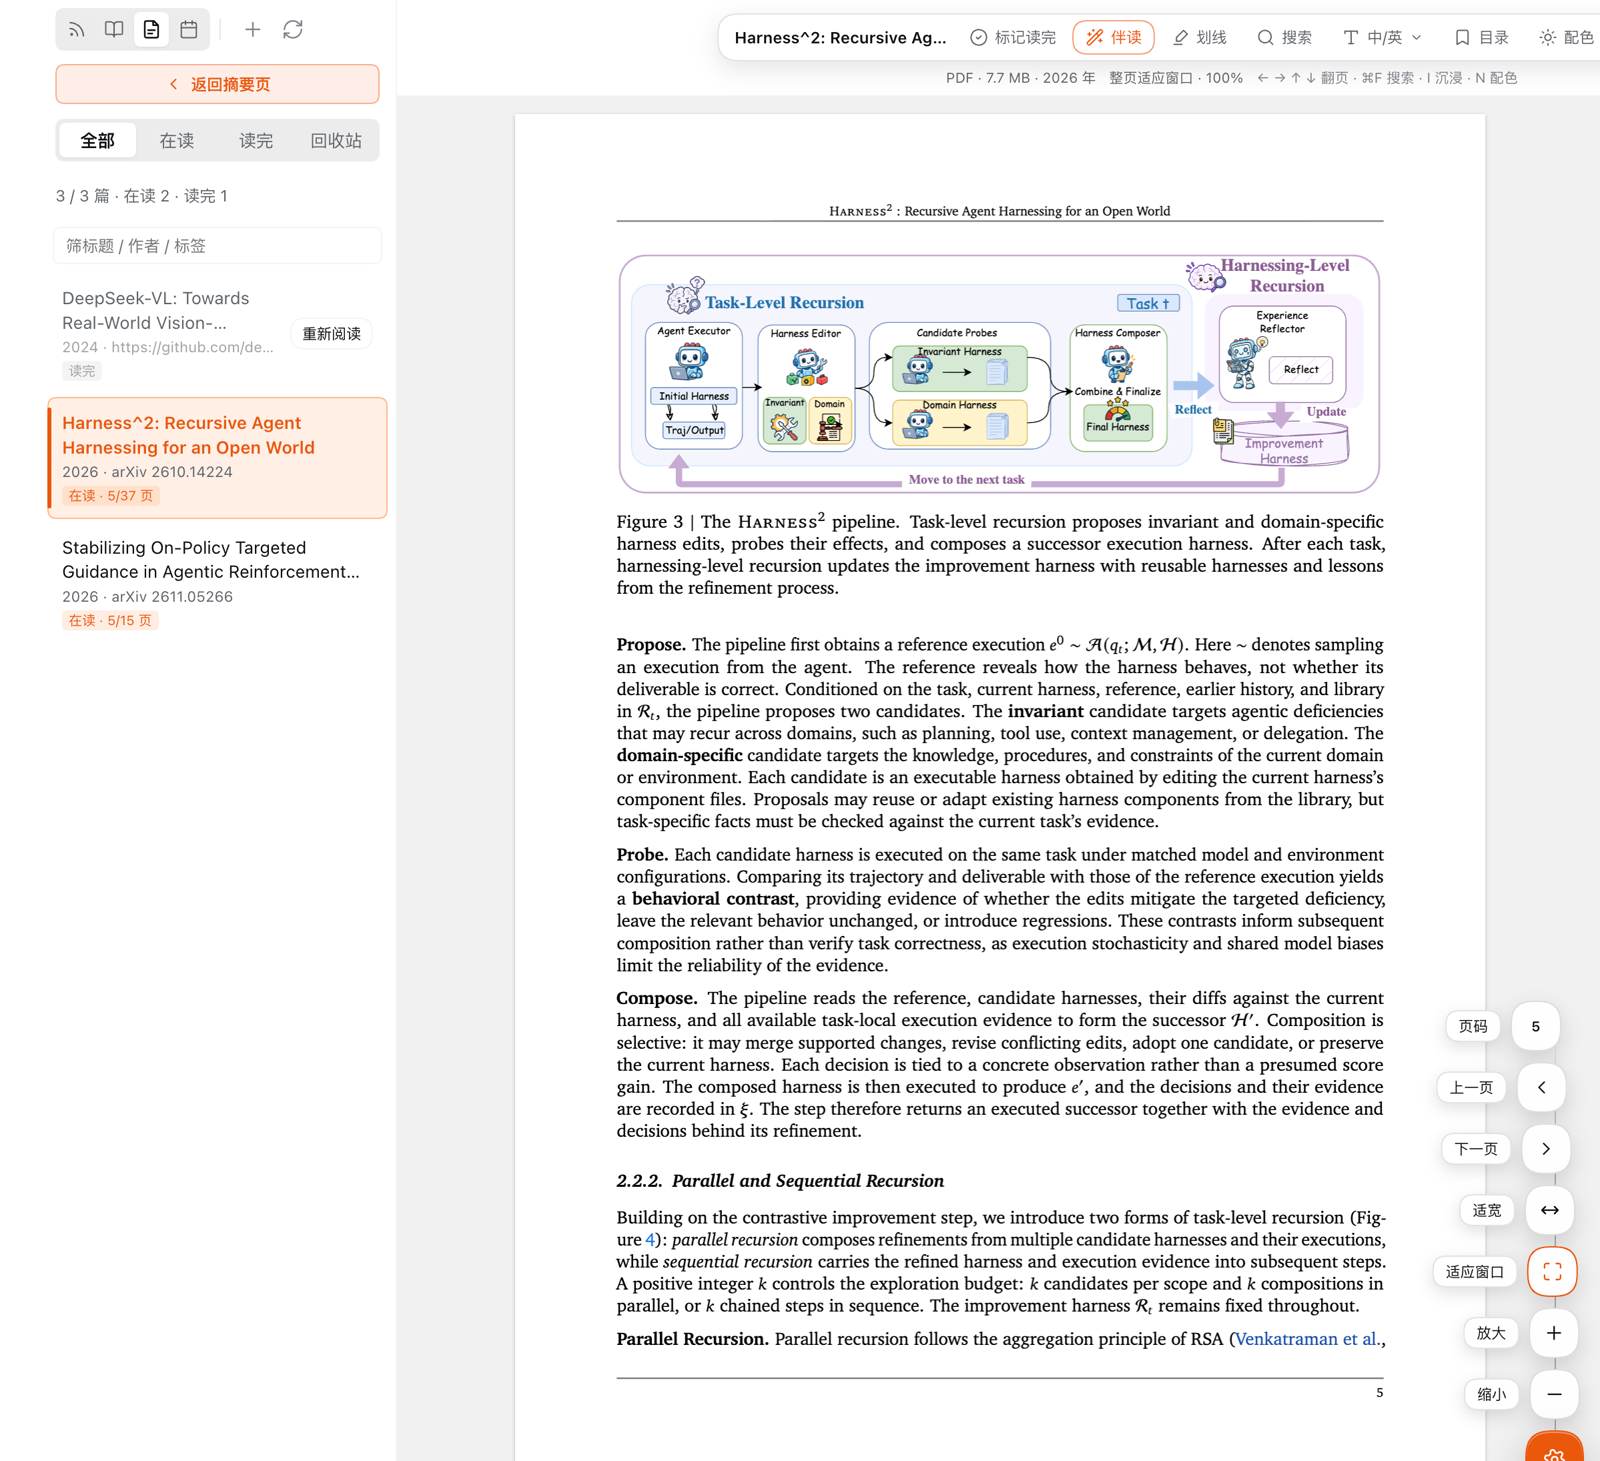 返回摘要页
全部 在读 读完 回收站
3 / 3 篇 · 在读 2 · 读完 1
筛标题 / 作者 / 标签
DeepSeek-VL: Towards
Real-World Vision-...
2024 · https://github.com/de...
读完
重新阅读
Harness^2: Recursive Agent
Harnessing for an Open World
2026 · arXiv 2610.14224
在读 · 5/37 页
Stabilizing On-Policy Targeted
Guidance in Agentic Reinforcement...
2026 · arXiv 2611.05266
在读 · 5/15 页
Harness^2: Recursive Ag... 标记读完 伴读 划线 搜索 中/英 目录 配色
PDF · 7.7 MB · 2026 年 整页适应窗口 · 100% ← → ↑ ↓ 翻页 · ⌘F 搜索 · I 沉浸 · N 配色
HARNESS² : Recursive Agent Harnessing for an Open World
Harnessing-Level
Recursion
Task-Level Recursion
Task t
Agent Executor
Initial Harness
Traj/Output
Harness Editor
Invariant
Domain
Candidate Probes
Invariant Harness
Domain Harness
Harness Composer
Combine & Finalize
Final Harness
Reflect
Experience
Reflector
Reflect
Update
Improvement
Harness
Move to the next task
Figure 3 | The HARNESS² pipeline. Task-level recursion proposes invariant and domain-specific
harness edits, probes their effects, and composes a successor execution harness. After each task,
harnessing-level recursion updates the improvement harness with reusable harnesses and lessons
from the refinement process.
Propose. The pipeline first obtains a reference execution e⁰ ~ 𝒜(qₜ; ℳ, ℋ). Here ~ denotes sampling
an execution from the agent. The reference reveals how the harness behaves, not whether its
deliverable is correct. Conditioned on the task, current harness, reference, earlier history, and library
in ℛₜ, the pipeline proposes two candidates. The invariant candidate targets agentic deficiencies
that may recur across domains, such as planning, tool use, context management, or delegation. The
domain-specific candidate targets the knowledge, procedures, and constraints of the current domain
or environment. Each candidate is an executable harness obtained by editing the current harness's
component files. Proposals may reuse or adapt existing harness components from the library, but
task-specific facts must be checked against the current task's evidence.
Probe. Each candidate harness is executed on the same task under matched model and environment
configurations. Comparing its trajectory and deliverable with those of the reference execution yields
a behavioral contrast, providing evidence of whether the edits mitigate the targeted deficiency,
leave the relevant behavior unchanged, or introduce regressions. These contrasts inform subsequent
composition rather than verify task correctness, as execution stochasticity and shared model biases
limit the reliability of the evidence.
Compose. The pipeline reads the reference, candidate harnesses, their diffs against the current
harness, and all available task-local execution evidence to form the successor ℋ′. Composition is
selective: it may merge supported changes, revise conflicting edits, adopt one candidate, or preserve
the current harness. Each decision is tied to a concrete observation rather than a presumed score
gain. The composed harness is then executed to produce e′, and the decisions and their evidence
are recorded in ξ. The step therefore returns an executed successor together with the evidence and
decisions behind its refinement.
2.2.2. Parallel and Sequential Recursion
Building on the contrastive improvement step, we introduce two forms of task-level recursion (Fig-
ure 4): parallel recursion composes refinements from multiple candidate harnesses and their executions,
while sequential recursion carries the refined harness and execution evidence into subsequent steps.
A positive integer k controls the exploration budget: k candidates per scope and k compositions in
parallel, or k chained steps in sequence. The improvement harness ℛₜ remains fixed throughout.
Parallel Recursion. Parallel recursion follows the aggregation principle of RSA (Venkatraman et al.,
5
页码 5
上一页
下一页
适宽
适应窗口
放大
缩小